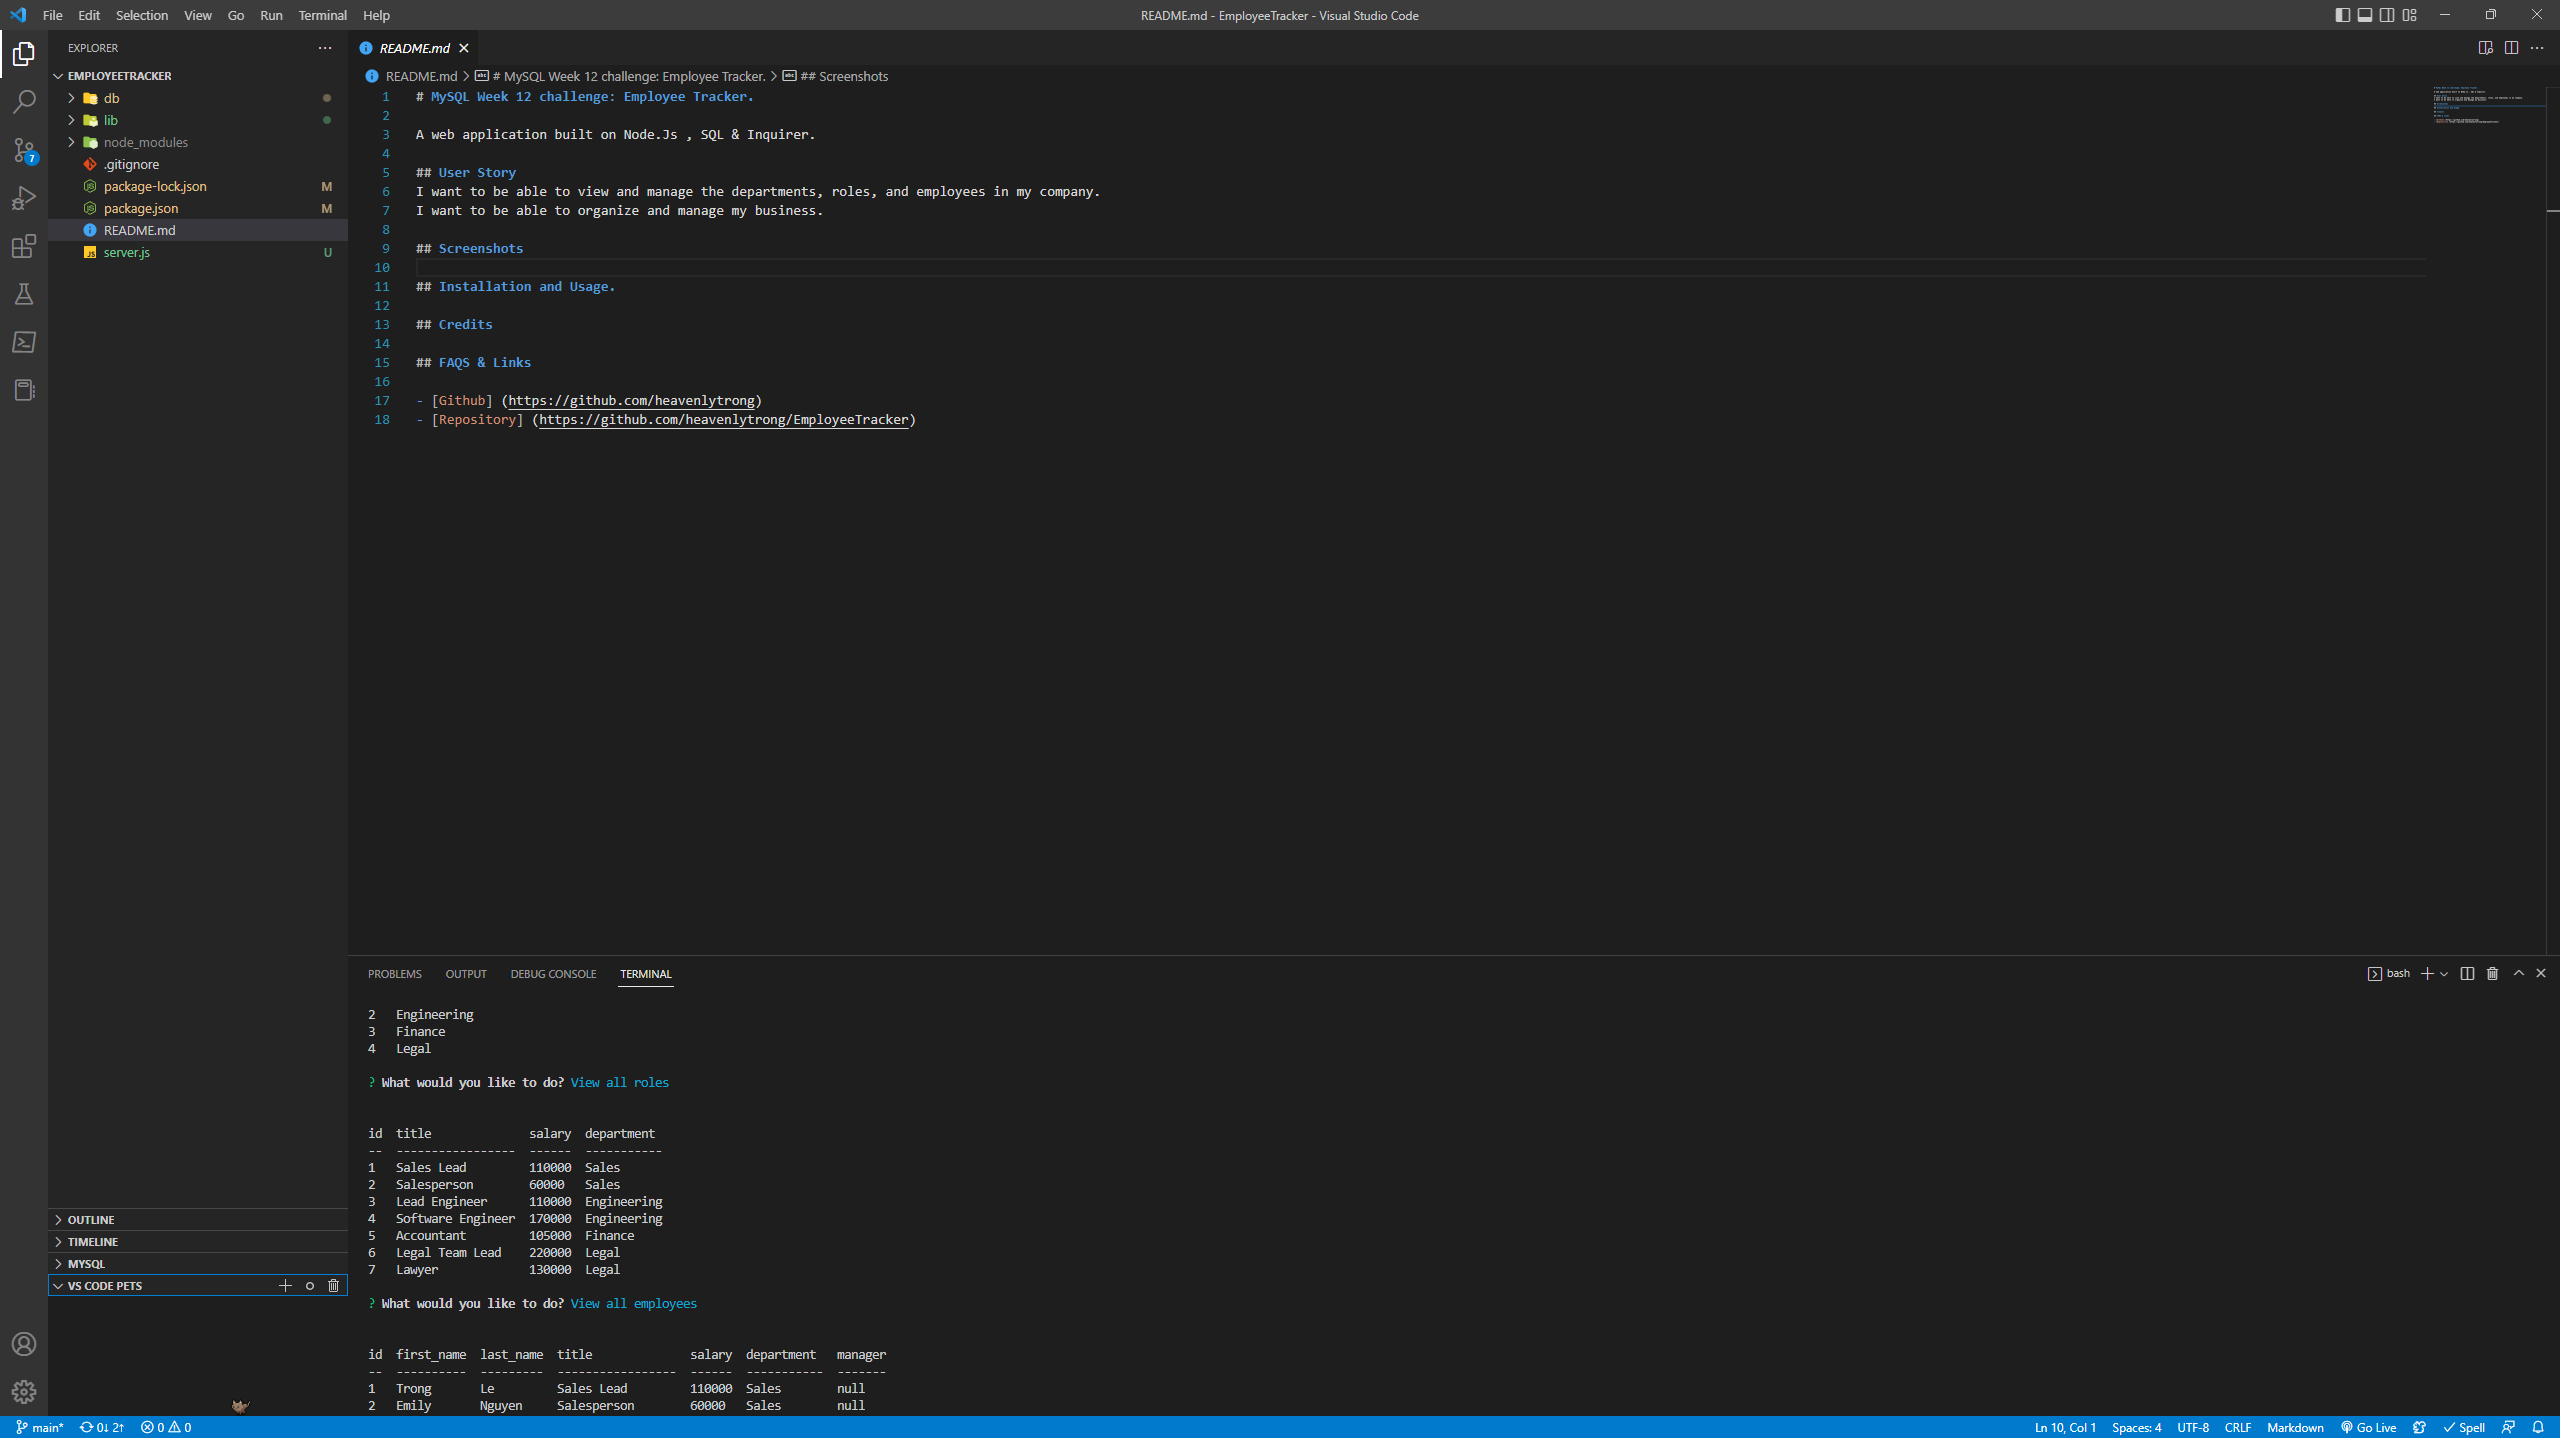 File Edit Selection View Go Run Terminal Help
README.md - EmployeeTracker - Visual Studio Code
EXPLORER
EMPLOYEETRACKER
db
lib
node_modules
.gitignore
package-lock.json M
package.json M
README.md
server.js U
7
OUTLINE
TIMELINE
MYSQL
VS CODE PETS
README.md
README.md > # MySQL Week 12 challenge: Employee Tracker. > ## Screenshots
1 # MySQL Week 12 challenge: Employee Tracker.
2
3 A web application built on Node.Js , SQL & Inquirer.
4
5 ## User Story
6 I want to be able to view and manage the departments, roles, and employees in my company.
7 I want to be able to organize and manage my business.
8
9 ## Screenshots
10
11 ## Installation and Usage.
12
13 ## Credits
14
15 ## FAQS & Links
16
17 - [Github] (https://github.com/heavenlytrong)
18 - [Repository] (https://github.com/heavenlytrong/EmployeeTracker)
PROBLEMS OUTPUT DEBUG CONSOLE TERMINAL
bash
2 Engineering
3 Finance
4 Legal
? What would you like to do? View all roles
id title salary department
-- ----------------- ------ -----------
1 Sales Lead 110000 Sales
2 Salesperson 60000 Sales
3 Lead Engineer 110000 Engineering
4 Software Engineer 170000 Engineering
5 Accountant 105000 Finance
6 Legal Team Lead 220000 Legal
7 Lawyer 130000 Legal
? What would you like to do? View all employees
id first_name last_name title salary department manager
-- ---------- --------- ----------------- ------ ----------- -------
1 Trong Le Sales Lead 110000 Sales null
2 Emily Nguyen Salesperson 60000 Sales null
main* 0↓ 2↑ 0 0
Ln 10, Col 1 Spaces: 4 UTF-8 CRLF Markdown Go Live Spell